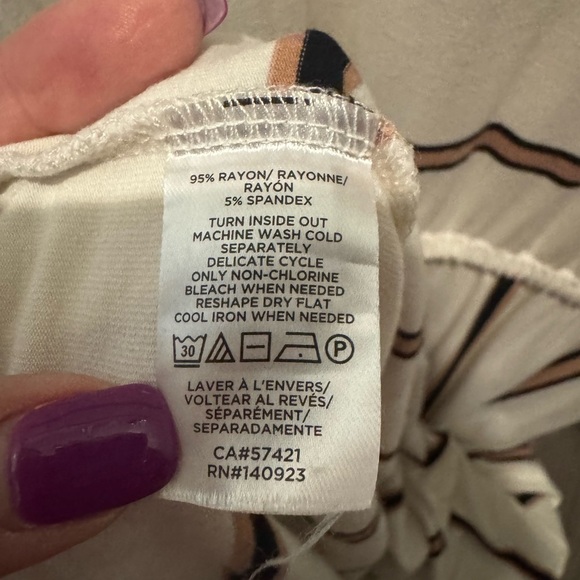 95% RAYON/ RAYONNE/
RAYÓN
5% SPANDEX
TURN INSIDE OUT
MACHINE WASH COLD
SEPARATELY
DELICATE CYCLE
ONLY NON-CHLORINE
BLEACH WHEN NEEDED
RESHAPE DRY FLAT
COOL IRON WHEN NEEDED
30 P
LAVER À L'ENVERS/
VOLTEAR AL REVÉS/
SÉPARÉMENT/
SEPARADAMENTE
CA#57421
RN#140923